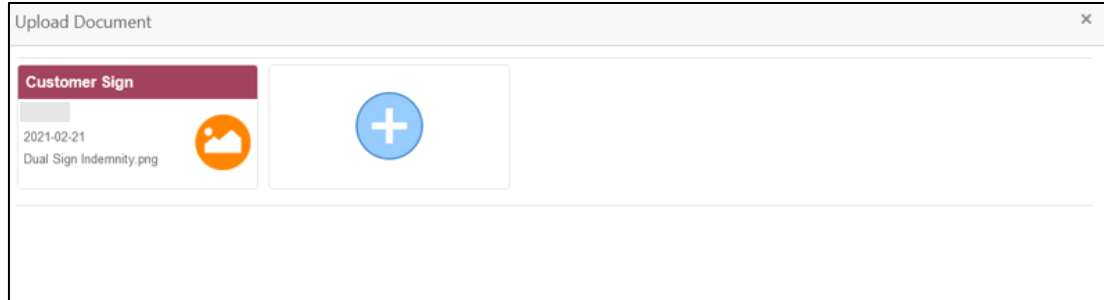 Upload Document
Customer Sign
2021-02-21
Dual Sign Indemnity.png